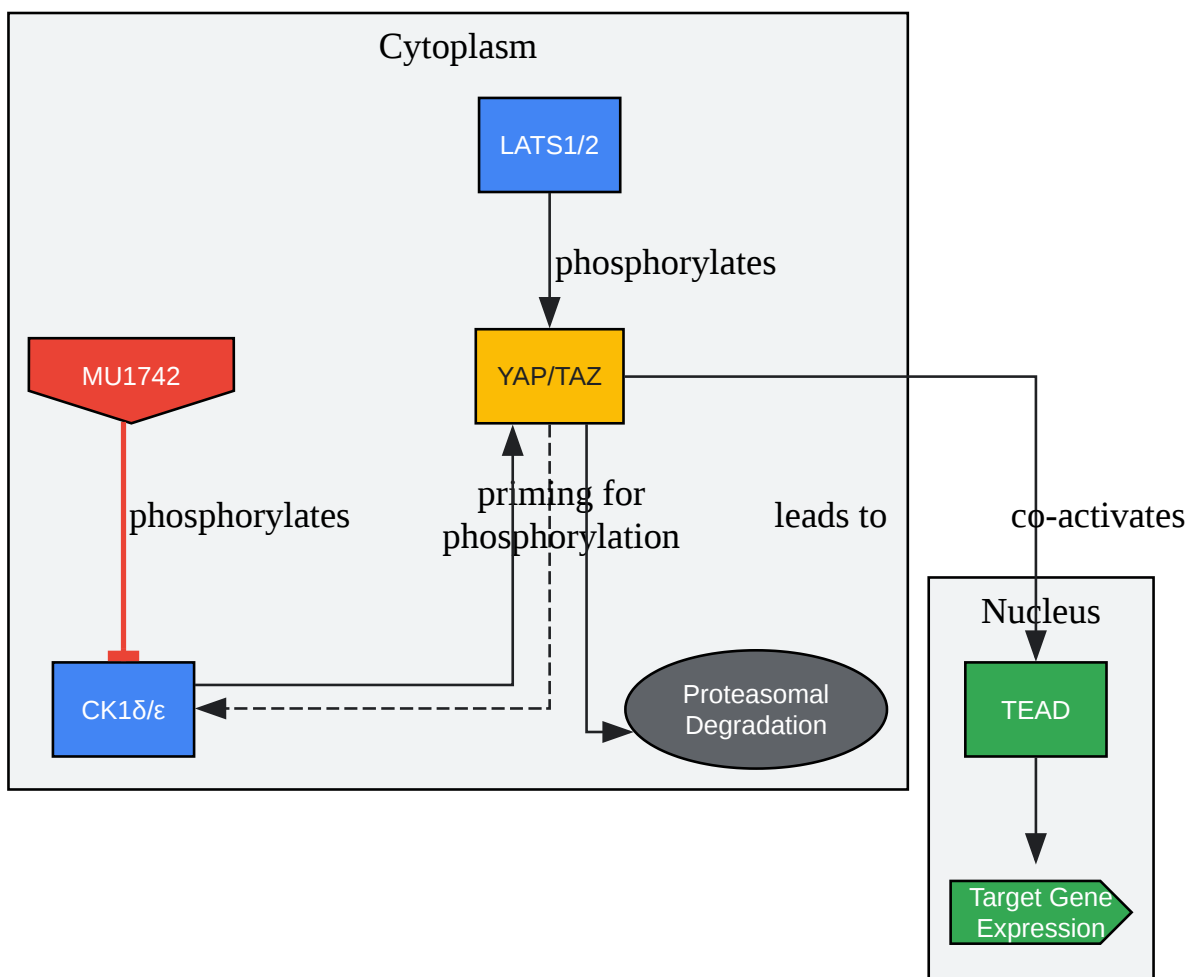 Cytoplasm
LATS1/2
phosphorylates
MU1742
YAP/TAZ
phosphorylates
priming for
phosphorylation
leads to
co-activates
Nucleus
CK1δ/ε
Proteasomal
Degradation
TEAD
Target Gene
Expression